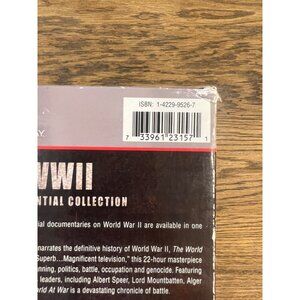 ISBN: 1-4229-9526-7
7 33961 23157 1
WWII
NTIAL COLLECTION
ial documentaries on World War II are available in one
narrates the definitive history of World War II, The World
Superb...Magnificent television," this 22-hour masterpiece
nning, politics, battle, occupation and genocide. Featuring
leaders, including Albert Speer, Lord Mountbatten, Alger
orld At War is a devastating chronicle of battle.